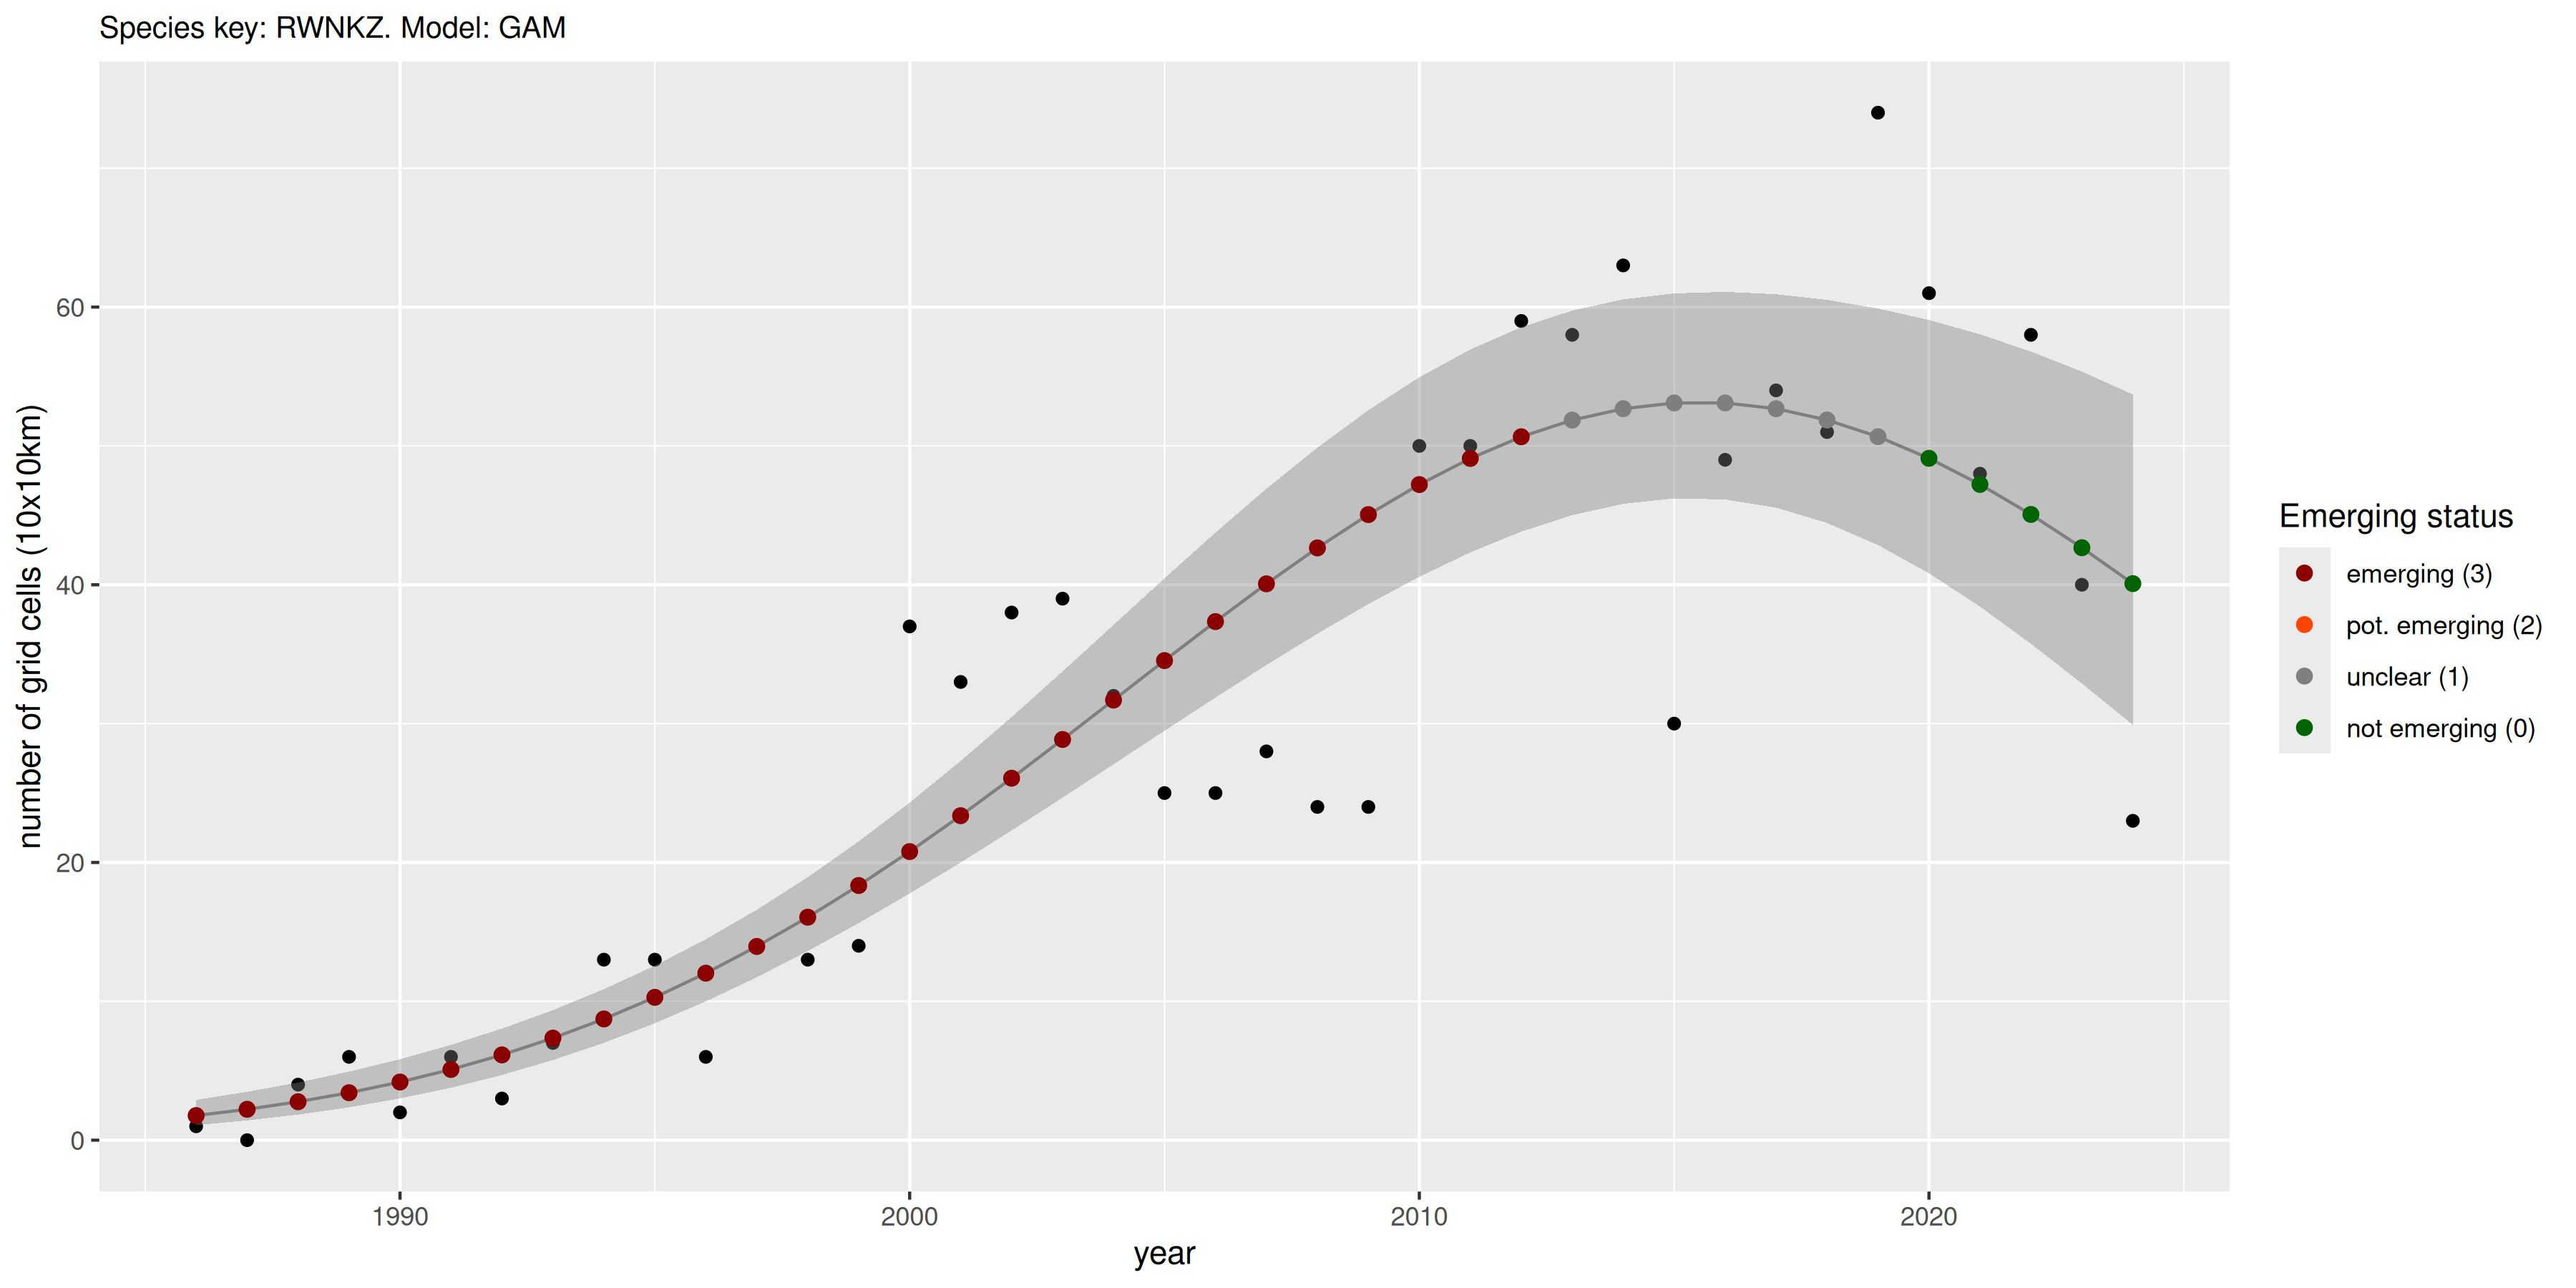 Species key: RWNKZ. Model: GAM
number of grid cells (10x10km)
60
40
20
0
1990
2000
2010
2020
year
Emerging status
emerging (3)
pot. emerging (2)
unclear (1)
not emerging (0)